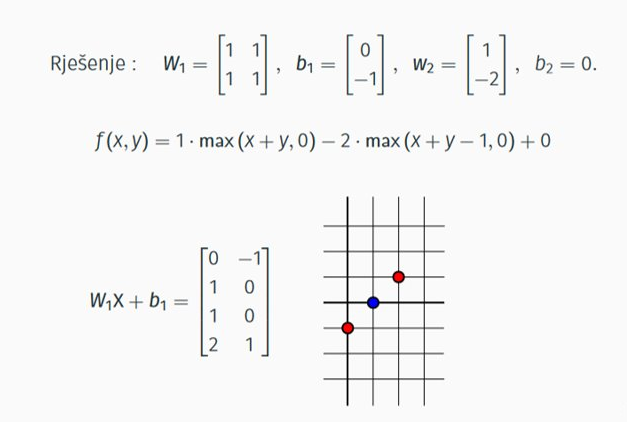 Rješenje : W₁ = [1 1; 1 1], b₁ = [0; −1], w₂ = [1; −2], b₂ = 0.
f(x, y) = 1 · max (x + y, 0) − 2 · max (x + y − 1, 0) + 0
W₁X + b₁ = [0 −1; 1 0; 1 0; 2 1]